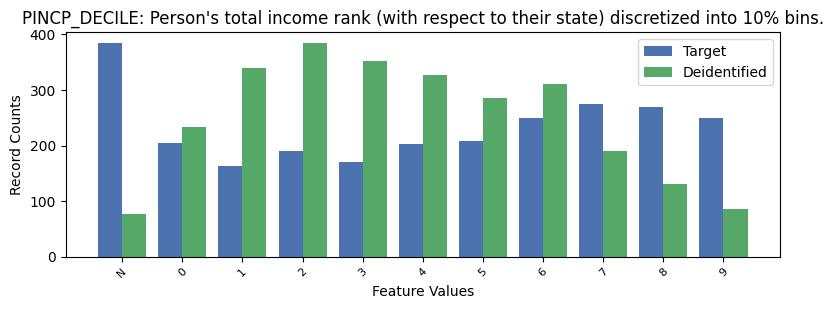 PINCP_DECILE: Person's total income rank (with respect to their state) discretized into 10% bins.
400
300
200
100
0
Record Counts
Target
Deidentified
N 0 1 2 3 4 5 6 7 8 9
Feature Values